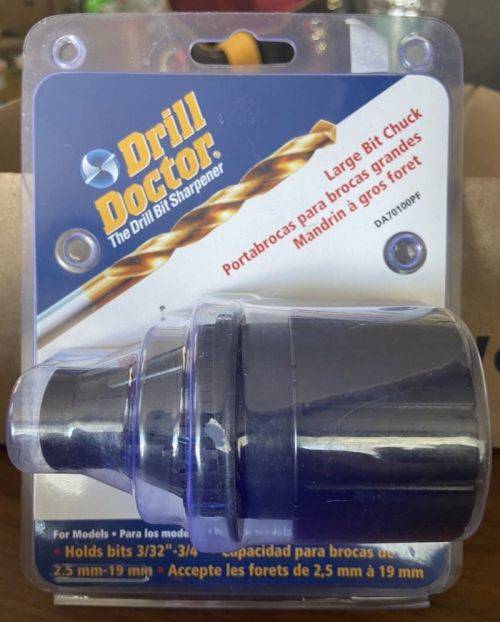 Drill
Doctor®
The Drill Bit Sharpener
Large Bit Chuck
Portabrocas para brocas grandes
Mandrin à gros foret
DA70100PF
For Models • Para los
• Holds bits 3/32"-3/4 Capacidad para brocas de
2.5 mm-19 mm • Accepte les forets de 2,5 mm à 19 mm